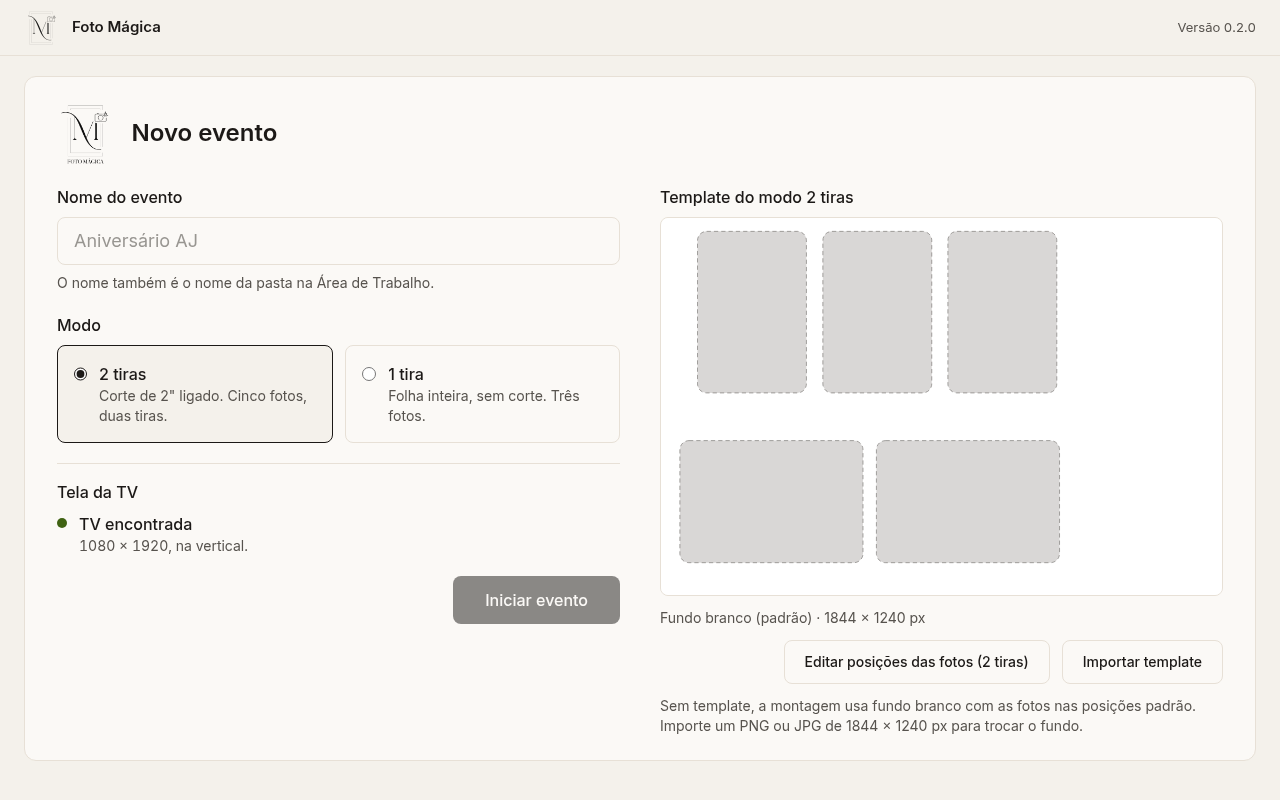 Foto Mágica
Versão 0.2.0
FOTO MÁGICA
Novo evento
Nome do evento
Aniversário AJ
O nome também é o nome da pasta na Área de Trabalho.
Modo
2 tiras
Corte de 2" ligado. Cinco fotos,
duas tiras.
1 tira
Folha inteira, sem corte. Três
fotos.
Tela da TV
TV encontrada
1080 × 1920, na vertical.
Iniciar evento
Template do modo 2 tiras
Fundo branco (padrão) · 1844 × 1240 px
Editar posições das fotos (2 tiras)
Importar template
Sem template, a montagem usa fundo branco com as fotos nas posições padrão.
Importe um PNG ou JPG de 1844 × 1240 px para trocar o fundo.